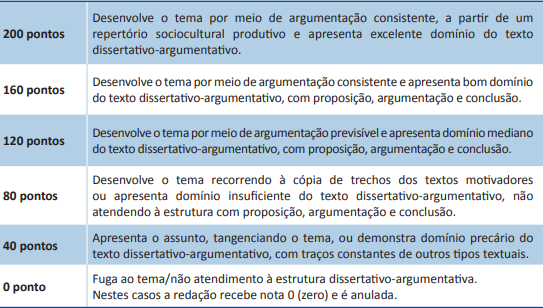 200 pontos
Desenvolve o tema por meio de argumentação consistente, a partir de um
repertório sociocultural produtivo e apresenta excelente domínio do texto
dissertativo-argumentativo.
160 pontos
Desenvolve o tema por meio de argumentação consistente e apresenta bom domínio
do texto dissertativo-argumentativo, com proposição, argumentação e conclusão.
120 pontos
Desenvolve o tema por meio de argumentação previsível e apresenta domínio mediano
do texto dissertativo-argumentativo, com proposição, argumentação e conclusão.
80 pontos
Desenvolve o tema recorrendo à cópia de trechos dos textos motivadores
ou apresenta domínio insuficiente do texto dissertativo-argumentativo, não
atendendo à estrutura com proposição, argumentação e conclusão.
40 pontos
Apresenta o assunto, tangenciando o tema, ou demonstra domínio precário do
texto dissertativo-argumentativo, com traços constantes de outros tipos textuais.
0 ponto
Fuga ao tema/não atendimento à estrutura dissertativo-argumentativa.
Nestes casos a redação recebe nota 0 (zero) e é anulada.